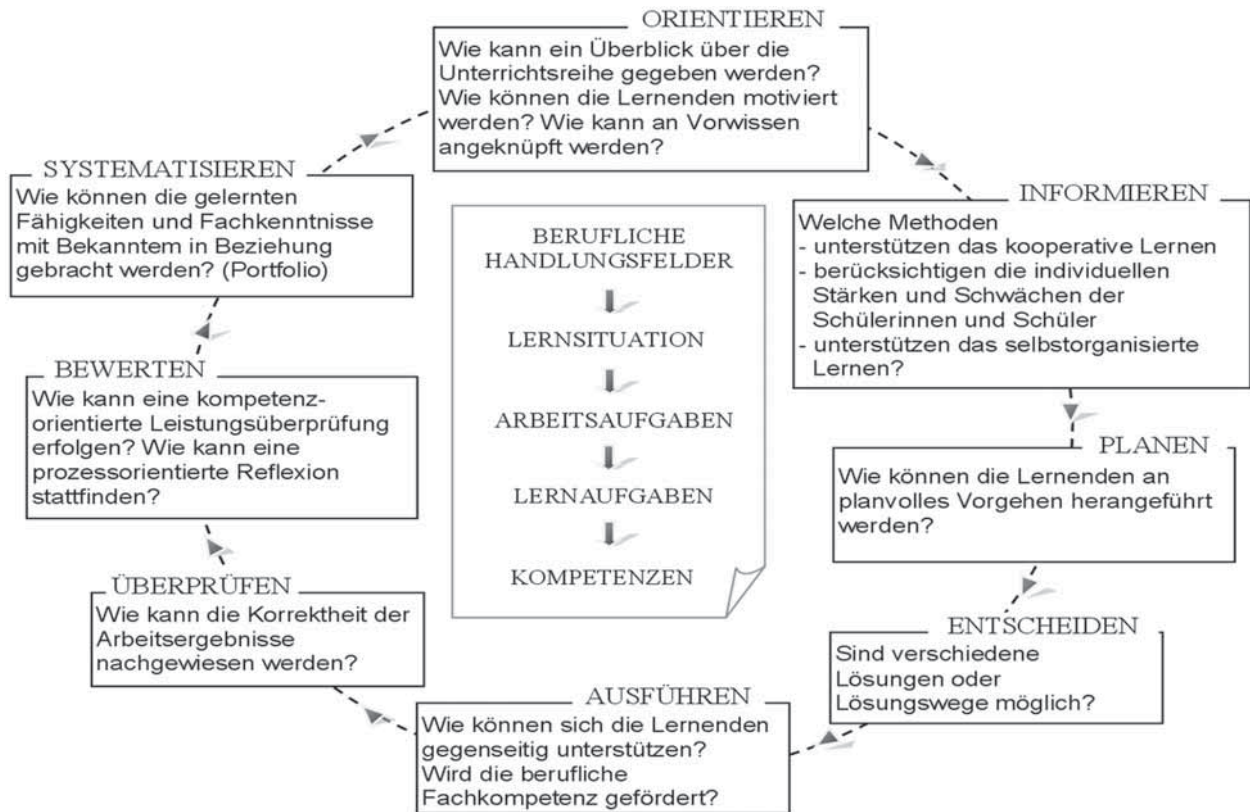 ORIENTIEREN
Wie kann ein Überblick über die
Unterrichtsreihe gegeben werden?
Wie können die Lernenden motiviert
werden? Wie kann an Vorwissen
angeknüpft werden?
INFORMIEREN
Welche Methoden
- unterstützen das kooperative Lernen
- berücksichtigen die individuellen
Stärken und Schwächen der
Schülerinnen und Schüler
- unterstützen das selbstorganisierte
Lernen?
PLANEN
Wie können die Lernenden an
planvolles Vorgehen herangeführt
werden?
ENTSCHEIDEN
Sind verschiedene
Lösungen oder
Lösungswege möglich?
AUSFÜHREN
Wie können sich die Lernenden
gegenseitig unterstützen?
Wird die berufliche
Fachkompetenz gefördert?
ÜBERPRÜFEN
Wie kann die Korrektheit der
Arbeitsergebnisse
nachgewiesen werden?
BEWERTEN
Wie kann eine kompetenz-
orientierte Leistungsüberprüfung
erfolgen? Wie kann eine
prozessorientierte Reflexion
stattfinden?
SYSTEMATISIEREN
Wie können die gelernten
Fähigkeiten und Fachkenntnisse
mit Bekanntem in Beziehung
gebracht werden? (Portfolio)
BERUFLICHE
HANDLUNGSFELDER
LERNSITUATION
ARBEITSAUFGABEN
LERNAUFGABEN
KOMPETENZEN